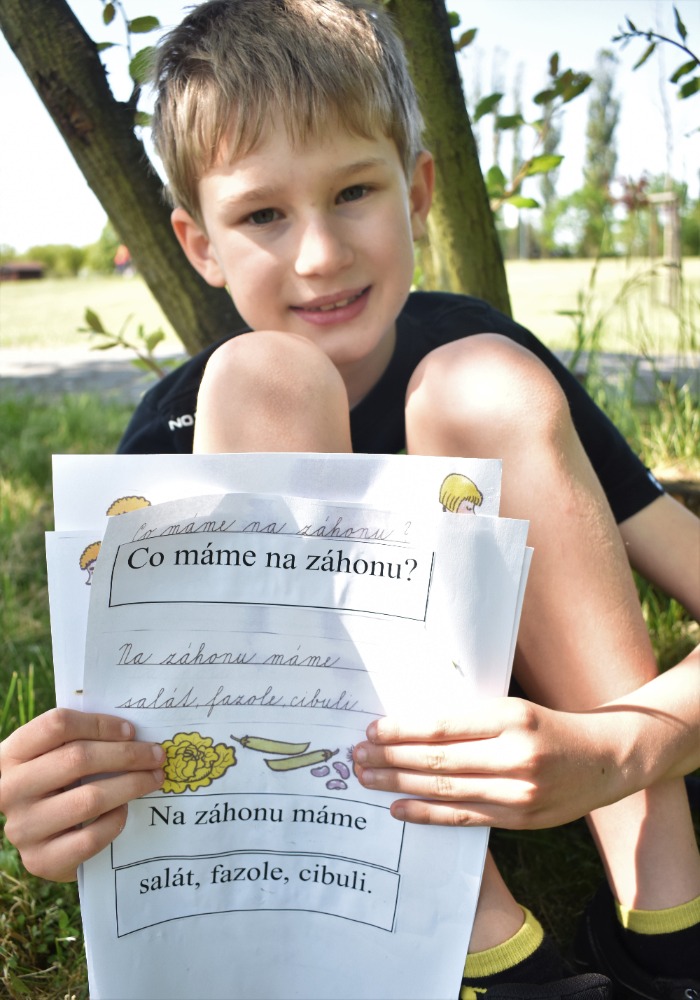 NO
Co máme na záhonu?
Co máme na záhonu?
Na záhonu máme
salát, fazole, cibuli.
Na záhonu máme
salát, fazole, cibuli.